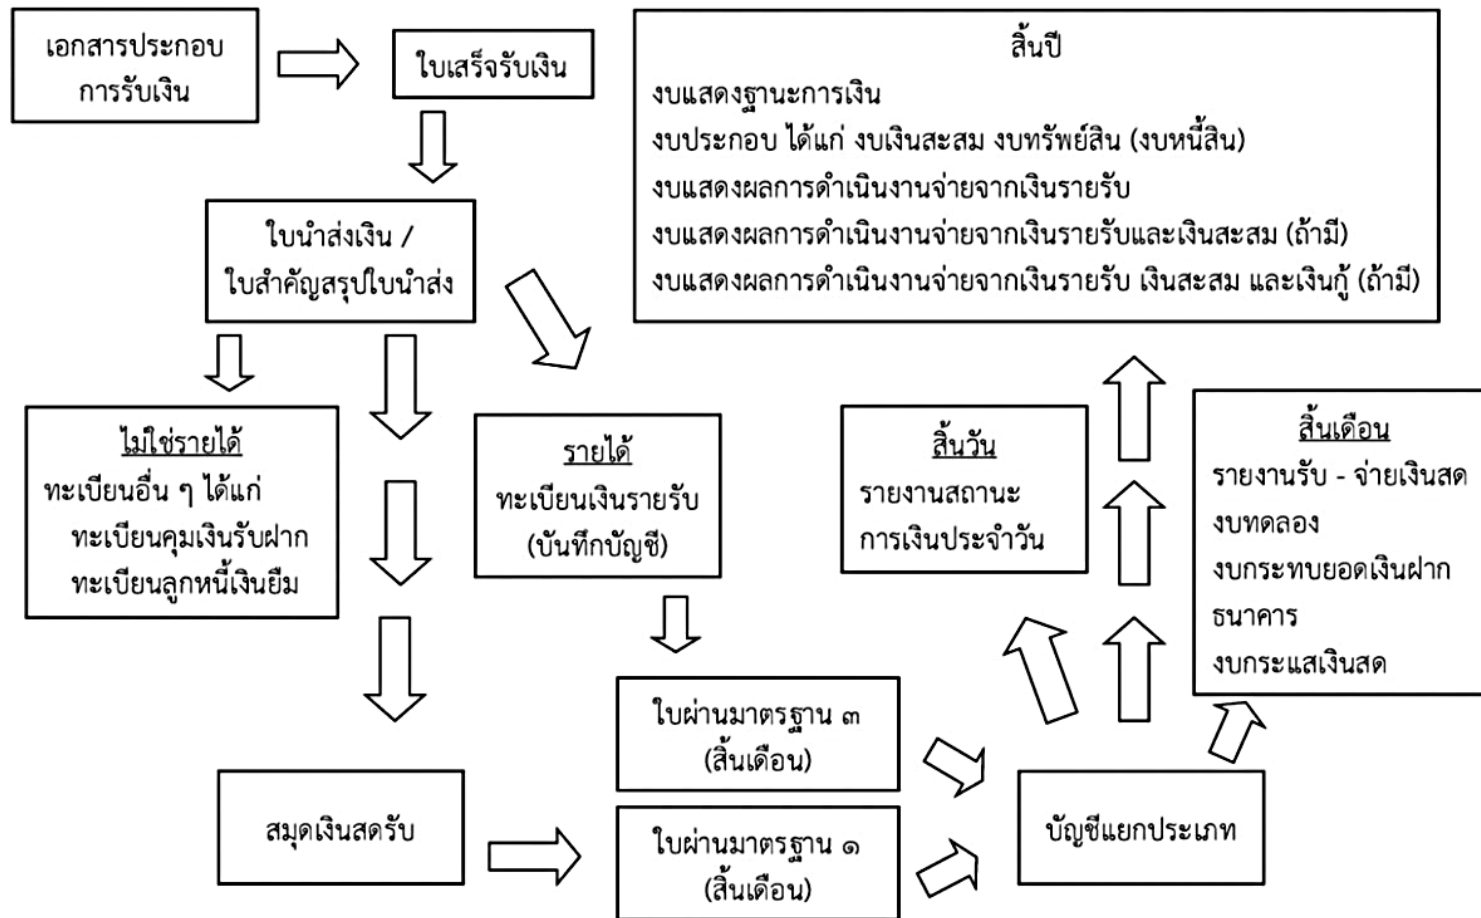 เอกสารประกอบ
การรับเงิน
ใบเสร็จรับเงิน
สิ้นปี
งบแสดงฐานะการเงิน
งบประกอบ ได้แก่ งบเงินสะสม งบทรัพย์สิน (งบหนี้สิน)
งบแสดงผลการดำเนินงานจ่ายจากเงินรายรับ
งบแสดงผลการดำเนินงานจ่ายจากเงินรายรับและเงินสะสม (ถ้ามี)
งบแสดงผลการดำเนินงานจ่ายจากเงินรายรับ เงินสะสม และเงินกู้ (ถ้ามี)
ใบนำส่งเงิน /
ใบสำคัญสรุปใบนำส่ง
ไม่ใช่รายได้
ทะเบียนอื่น ๆ ได้แก่
ทะเบียนคุมเงินรับฝาก
ทะเบียนลูกหนี้เงินยืม
รายได้
ทะเบียนเงินรายรับ
(บันทึกบัญชี)
สิ้นวัน
รายงานสถานะ
การเงินประจำวัน
สิ้นเดือน
รายงานรับ - จ่ายเงินสด
งบทดลอง
งบกระทบยอดเงินฝาก
ธนาคาร
งบกระแสเงินสด
ใบผ่านมาตรฐาน ๓
(สิ้นเดือน)
สมุดเงินสดรับ
ใบผ่านมาตรฐาน ๑
(สิ้นเดือน)
บัญชีแยกประเภท